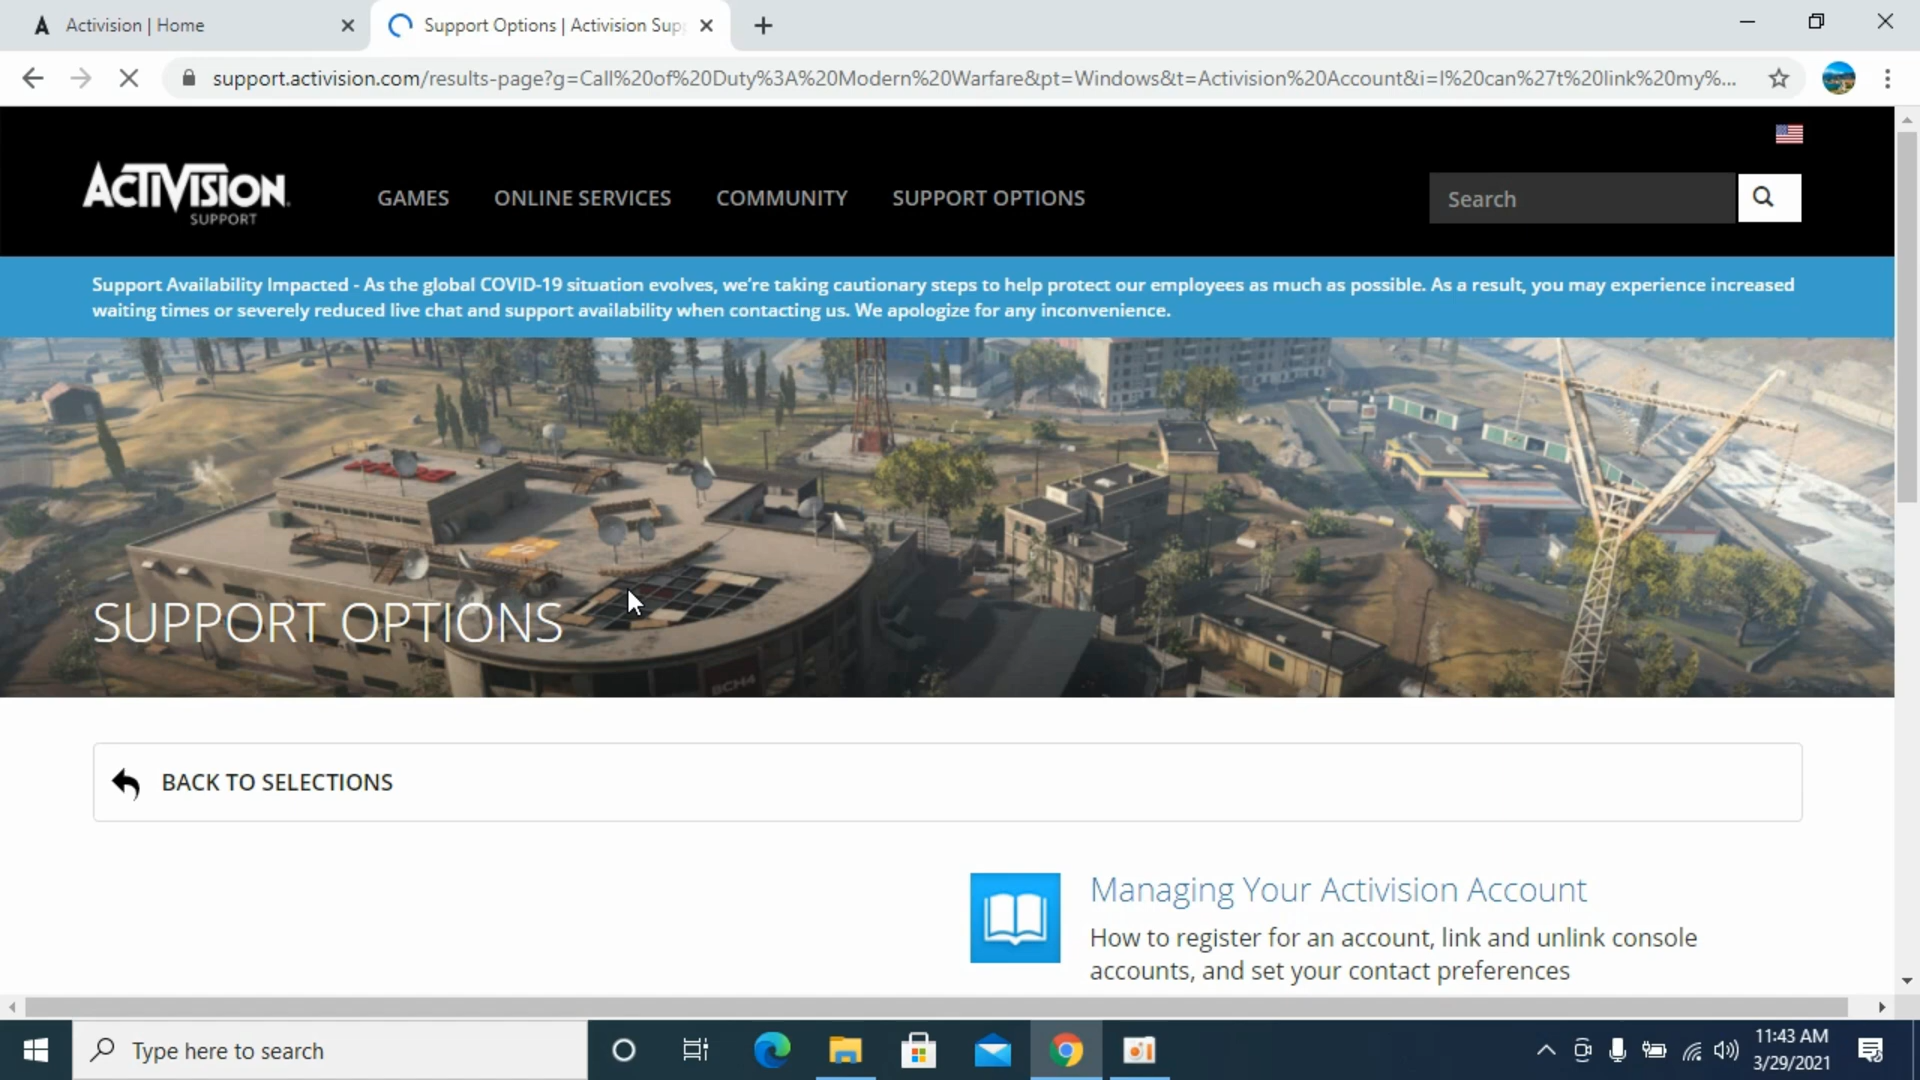 Activision | Home
Support Options | Activision Sup
support.activision.com/results-page?g=Call%20of%20Duty%3A%20Modern%20Warfare&pt=Windows&t=Activision%20Account&i=I%20can%27t%20link%20my%...
ACTIVISION
SUPPORT
GAMES
ONLINE SERVICES
COMMUNITY
SUPPORT OPTIONS
Search
Support Availability Impacted - As the global COVID-19 situation evolves, we're taking cautionary steps to help protect our employees as much as possible. As a result, you may experience increased
waiting times or severely reduced live chat and support availability when contacting us. We apologize for any inconvenience.
SUPPORT OPTIONS
BCH4
BACK TO SELECTIONS
Managing Your Activision Account
How to register for an account, link and unlink console
accounts, and set your contact preferences
Type here to search
11:43 AM
3/29/2021